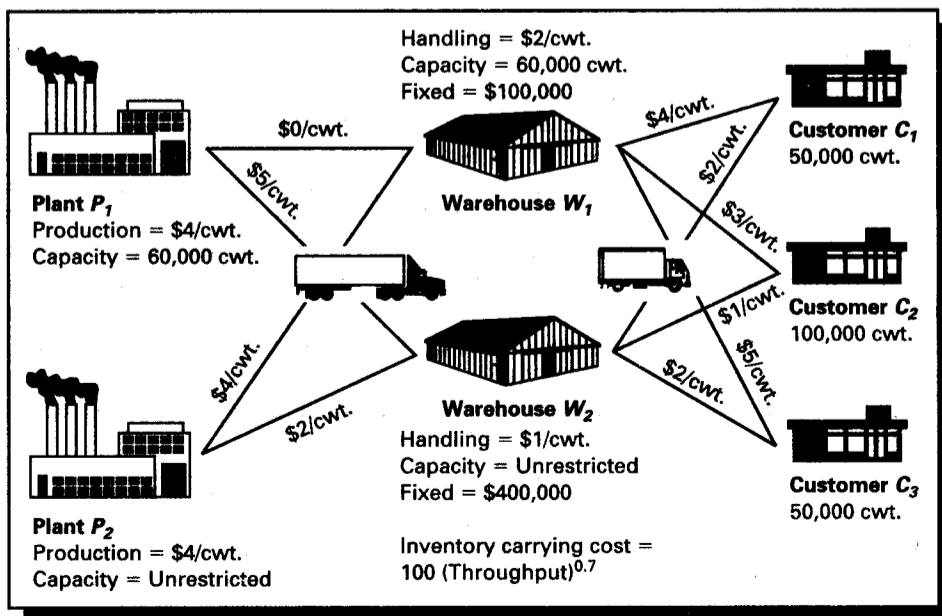 Handling = $2/cwt.
Capacity = 60,000 cwt.
Fixed = $100,000
$0/cwt.
$5/cwt.
Plant P1
Production = $4/cwt.
Capacity = 60,000 cwt.
Warehouse W1
$4/cwt.
$2/cwt.
$3/cwt.
Customer C1
50,000 cwt.
$1/cwt.
Customer C2
100,000 cwt.
$4/cwt.
$2/cwt.
Warehouse W2
Handling = $1/cwt.
Capacity = Unrestricted
Fixed = $400,000
$2/cwt.
$5/cwt.
Customer C3
50,000 cwt.
Plant P2
Production = $4/cwt.
Capacity = Unrestricted
Inventory carrying cost =
100 (Throughput)0.7